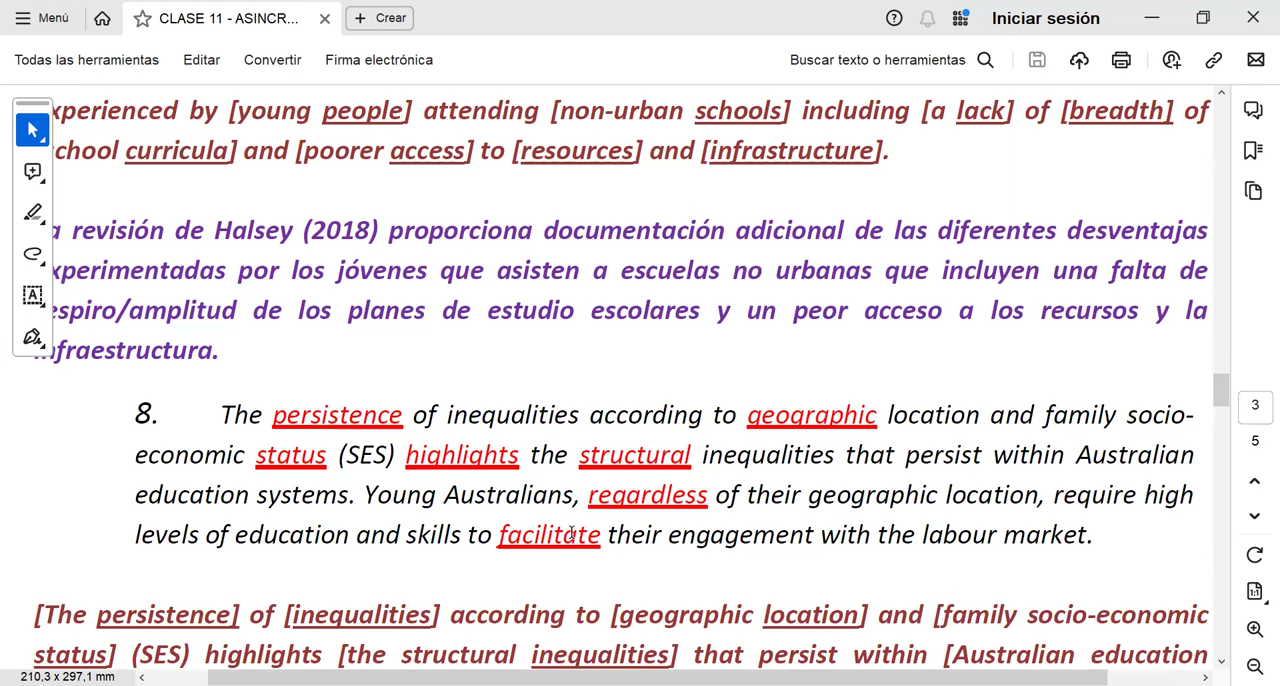 Menú
CLASE 11 - ASINCR...
Crear
Iniciar sesión
Todas las herramientas
Editar
Convertir
Firma electrónica
Buscar texto o herramientas
xperienced by [young people] attending [non-urban schools] including [a lack] of [breadth] of
chool curricula] and [poorer access] to [resources] and [infrastructure].
a revisión de Halsey (2018) proporciona documentación adicional de las diferentes desventajas
xperimentadas por los jóvenes que asisten a escuelas no urbanas que incluyen una falta de
espiro/amplitud de los planes de estudio escolares y un peor acceso a los recursos y la
nfraestructura.
8. The persistence of inequalities according to geographic location and family socio-
economic status (SES) highlights the structural inequalities that persist within Australian
education systems. Young Australians, regardless of their geographic location, require high
levels of education and skills to facilitate their engagement with the labour market.
[The persistence] of [inequalities] according to [geographic location] and [family socio-economic
status] (SES) highlights [the structural inequalities] that persist within [Australian education
3
5
210,3 x 297,1 mm